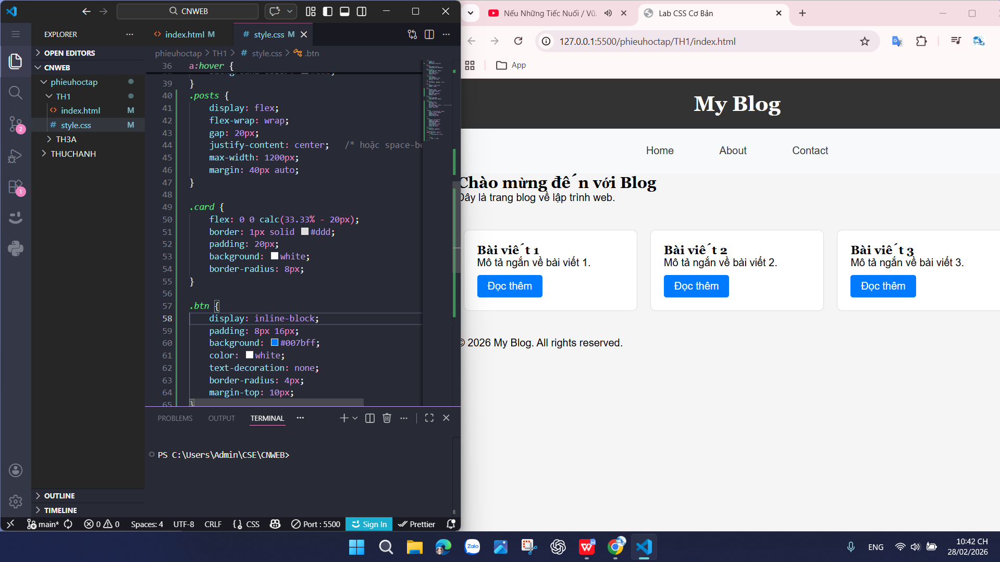 CNWEB
EXPLORER
index.html M
style.css M
OPEN EDITORS
CNWEB
phieuhoctap
TH1
index.html M
style.css M
TH3A
THUCHANH
2
1
OUTLINE
TIMELINE
phieuhoctap > TH1 > # style.css > .btn
36 a:hover {
39 }
40 .posts {
41 display: flex;
42 flex-wrap: wrap;
43 gap: 20px;
44 justify-content: center; /* hoặc space-be
45 max-width: 1200px;
46 margin: 40px auto;
47 }
48
49 .card {
50 flex: 0 0 calc(33.33% - 20px);
51 border: 1px solid #ddd;
52 padding: 20px;
53 background: white;
54 border-radius: 8px;
55 }
56
57 .btn {
58 display: inline-block;
59 padding: 8px 16px;
60 background: #007bff;
61 color: white;
62 text-decoration: none;
63 border-radius: 4px;
64 margin-top: 10px;
65 }
PROBLEMS OUTPUT TERMINAL
PS C:\Users\Admin\CSE\CNWEB>
main* 0 0 Spaces: 4 UTF-8 CRLF {} CSS Port : 5500 Sign In Prettier
Nếu Những Tiếc Nuối / Vũ.
Lab CSS Cơ Bản
127.0.0.1:5500/phieuhoctap/TH1/index.html
App
My Blog
Home About Contact
Chào mừng đến với Blog
Đây là trang blog về lập trình web.
Bài viết 1
Mô tả ngắn về bài viết 1.
Đọc thêm
Bài viết 2
Mô tả ngắn về bài viết 2.
Đọc thêm
Bài viết 3
Mô tả ngắn về bài viết 3.
Đọc thêm
© 2026 My Blog. All rights reserved.
Zalo
ENG
10:42 CH
28/02/2026